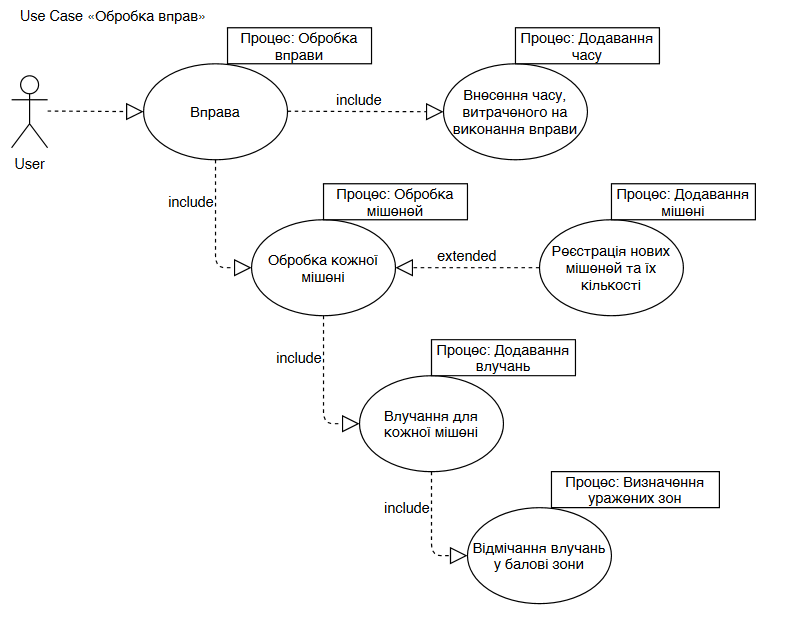 Use Case «Обробка вправ»
Процес: Обробка
вправи
Процес: Додавання
часу
User
Вправа
include
Внесення часу,
витраченого на
виконання вправи
include
Процес: Обробка
мішеней
Процес: Додавання
мішені
Обробка кожної
мішені
extended
Реєстрація нових
мішеней та їх
кількості
include
Процес: Додавання
влучань
Влучання для
кожної мішені
include
Процес: Визначення
уражених зон
Відмічання влучань
у балові зони